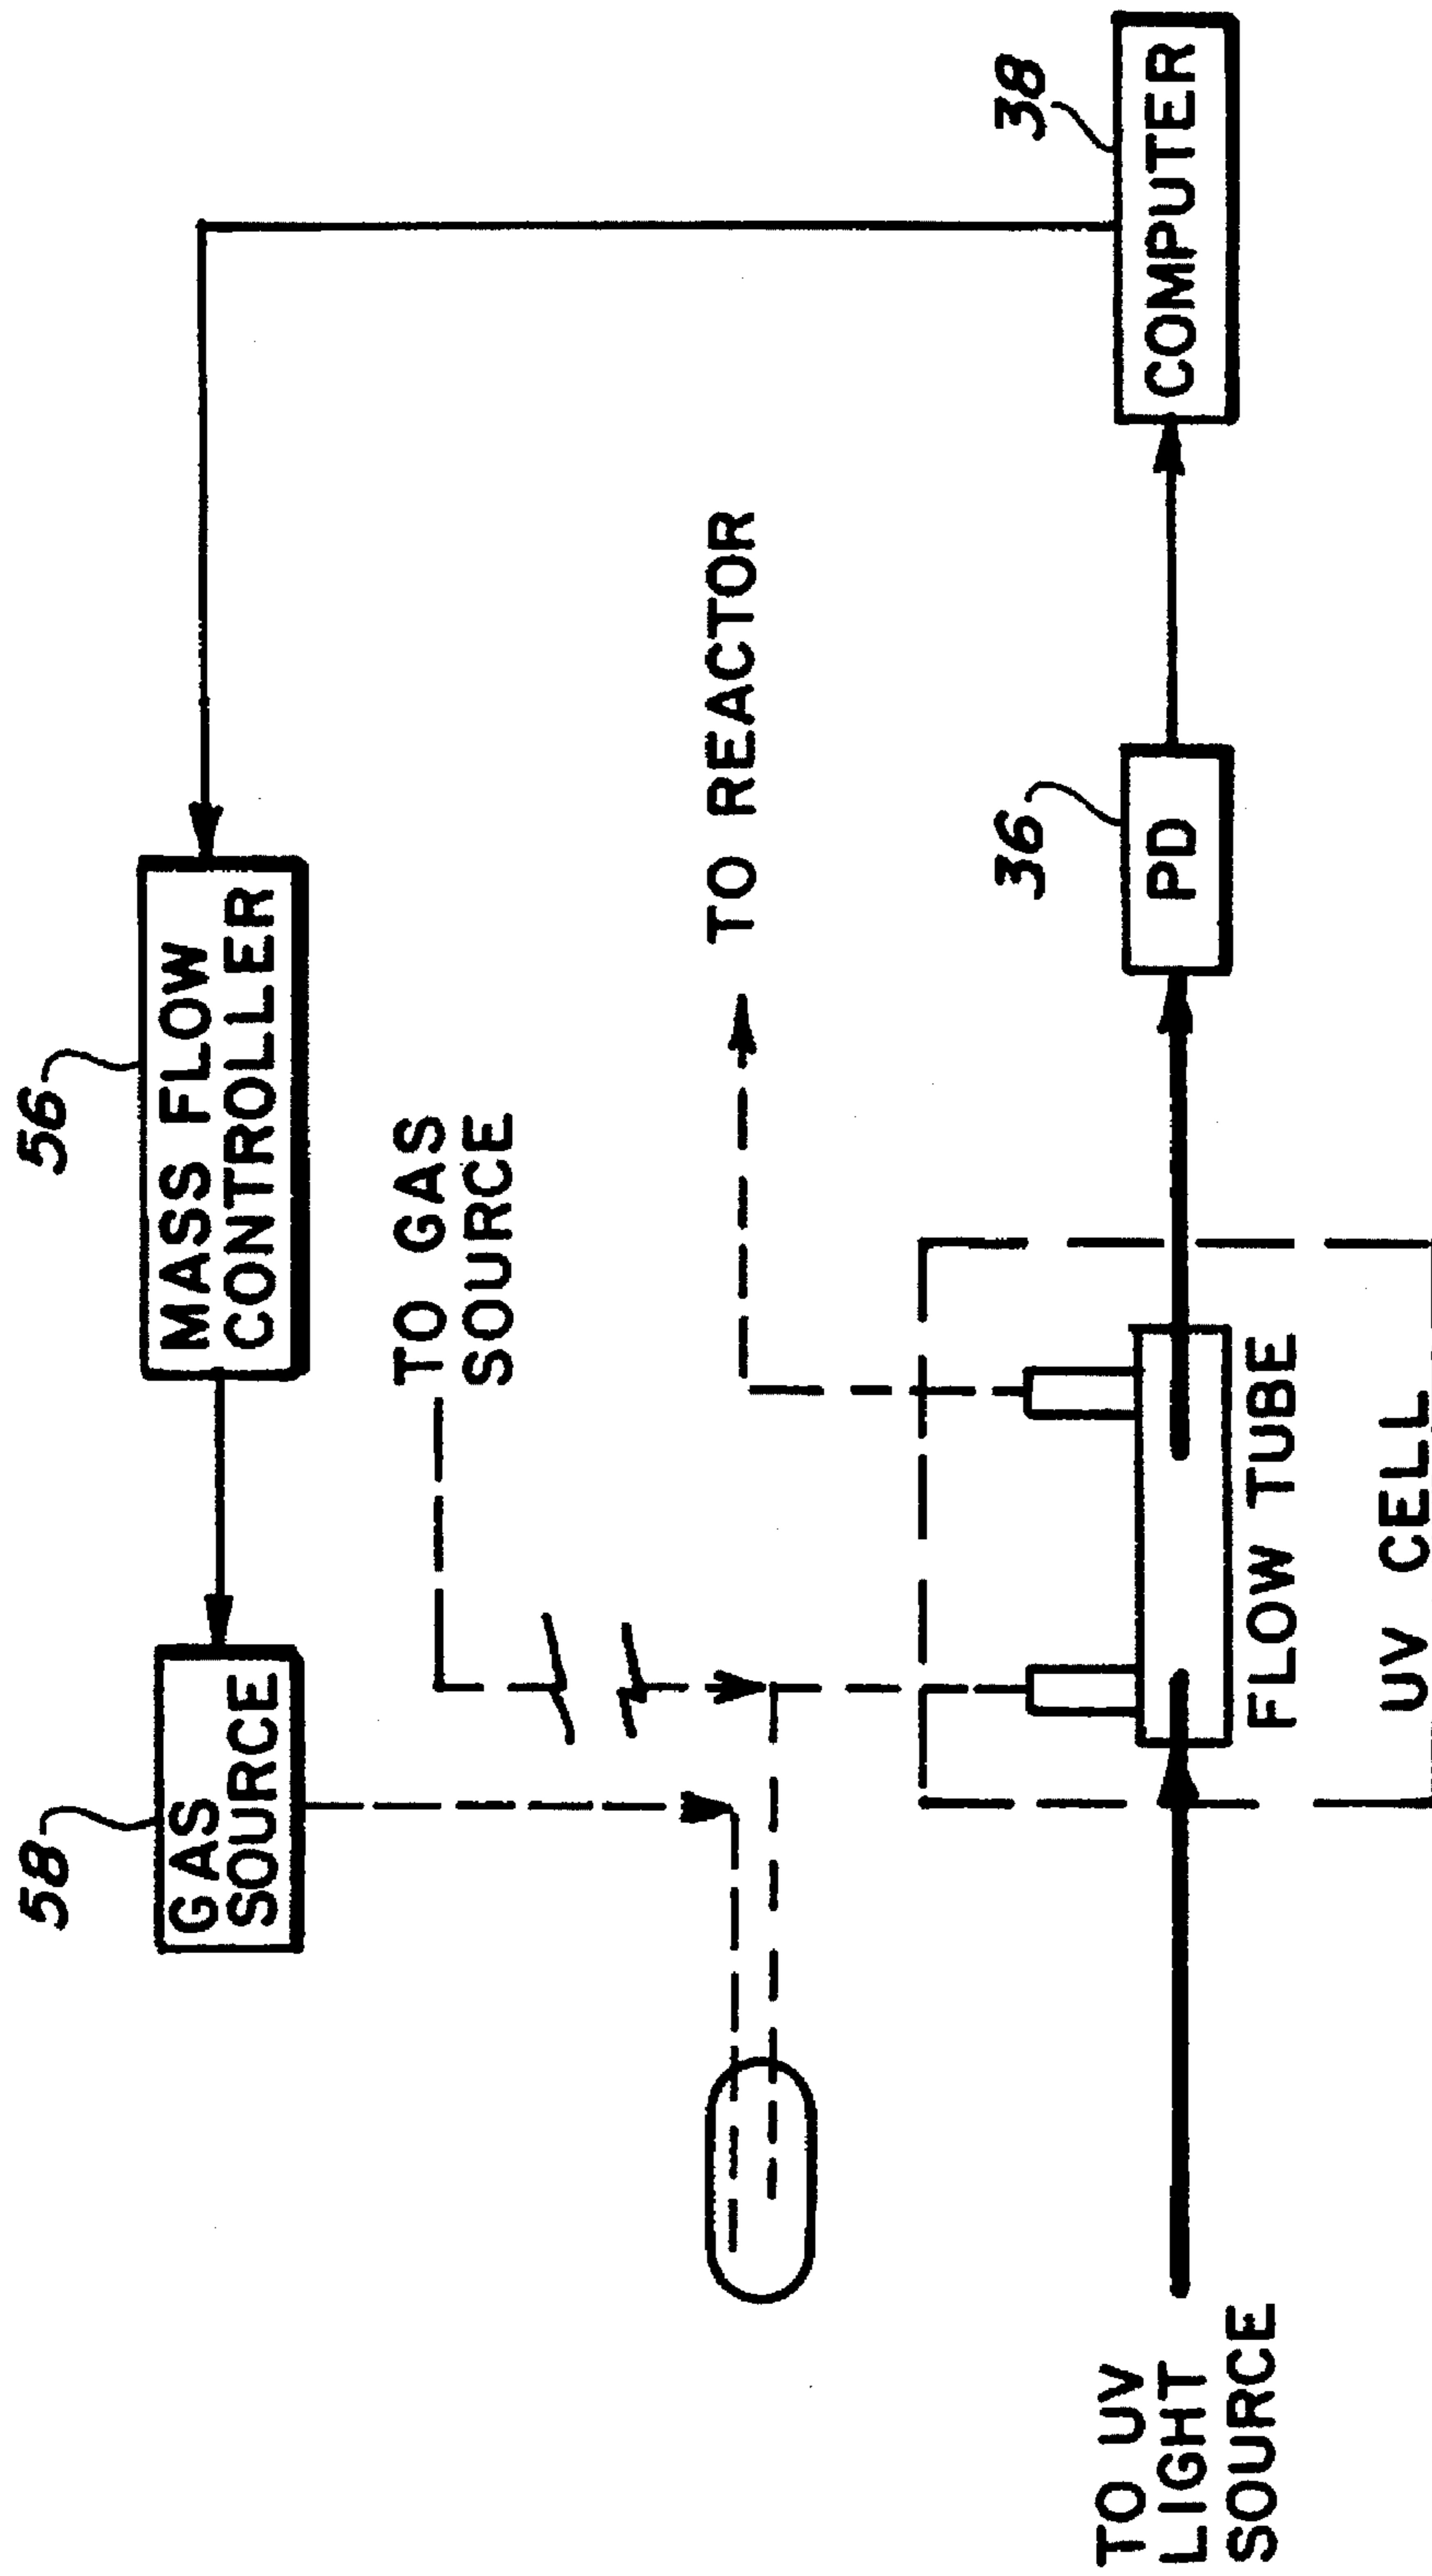 58
GAS
SOURCE
56
MASS FLOW
CONTROLLER
TO GAS
SOURCE
TO REACTOR
TO UV
LIGHT
SOURCE
FLOW TUBE
UV CELL
36
PD
38
COMPUTER